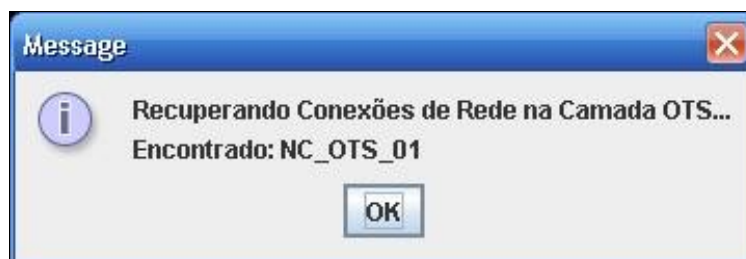 Message
Recuperando Conexões de Rede na Camada OTS...
Encontrado: NC_OTS_01
OK